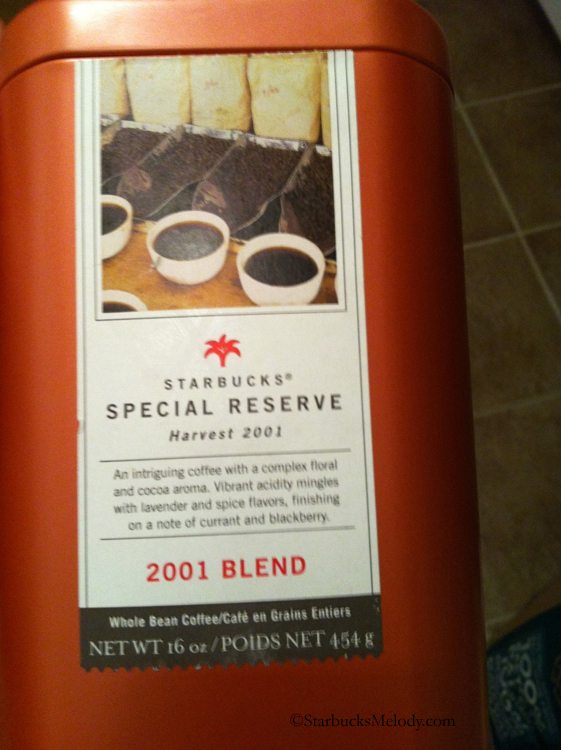 STARBUCKS®
SPECIAL RESERVE
Harvest 2001
An intriguing coffee with a complex floral
and cocoa aroma. Vibrant acidity mingles
with lavender and spice flavors, finishing
on a note of currant and blackberry.
2001 BLEND
Whole Bean Coffee/Café en Grains Entiers
NET WT 16 oz / POIDS NET 454 g
©StarbucksMelody.com